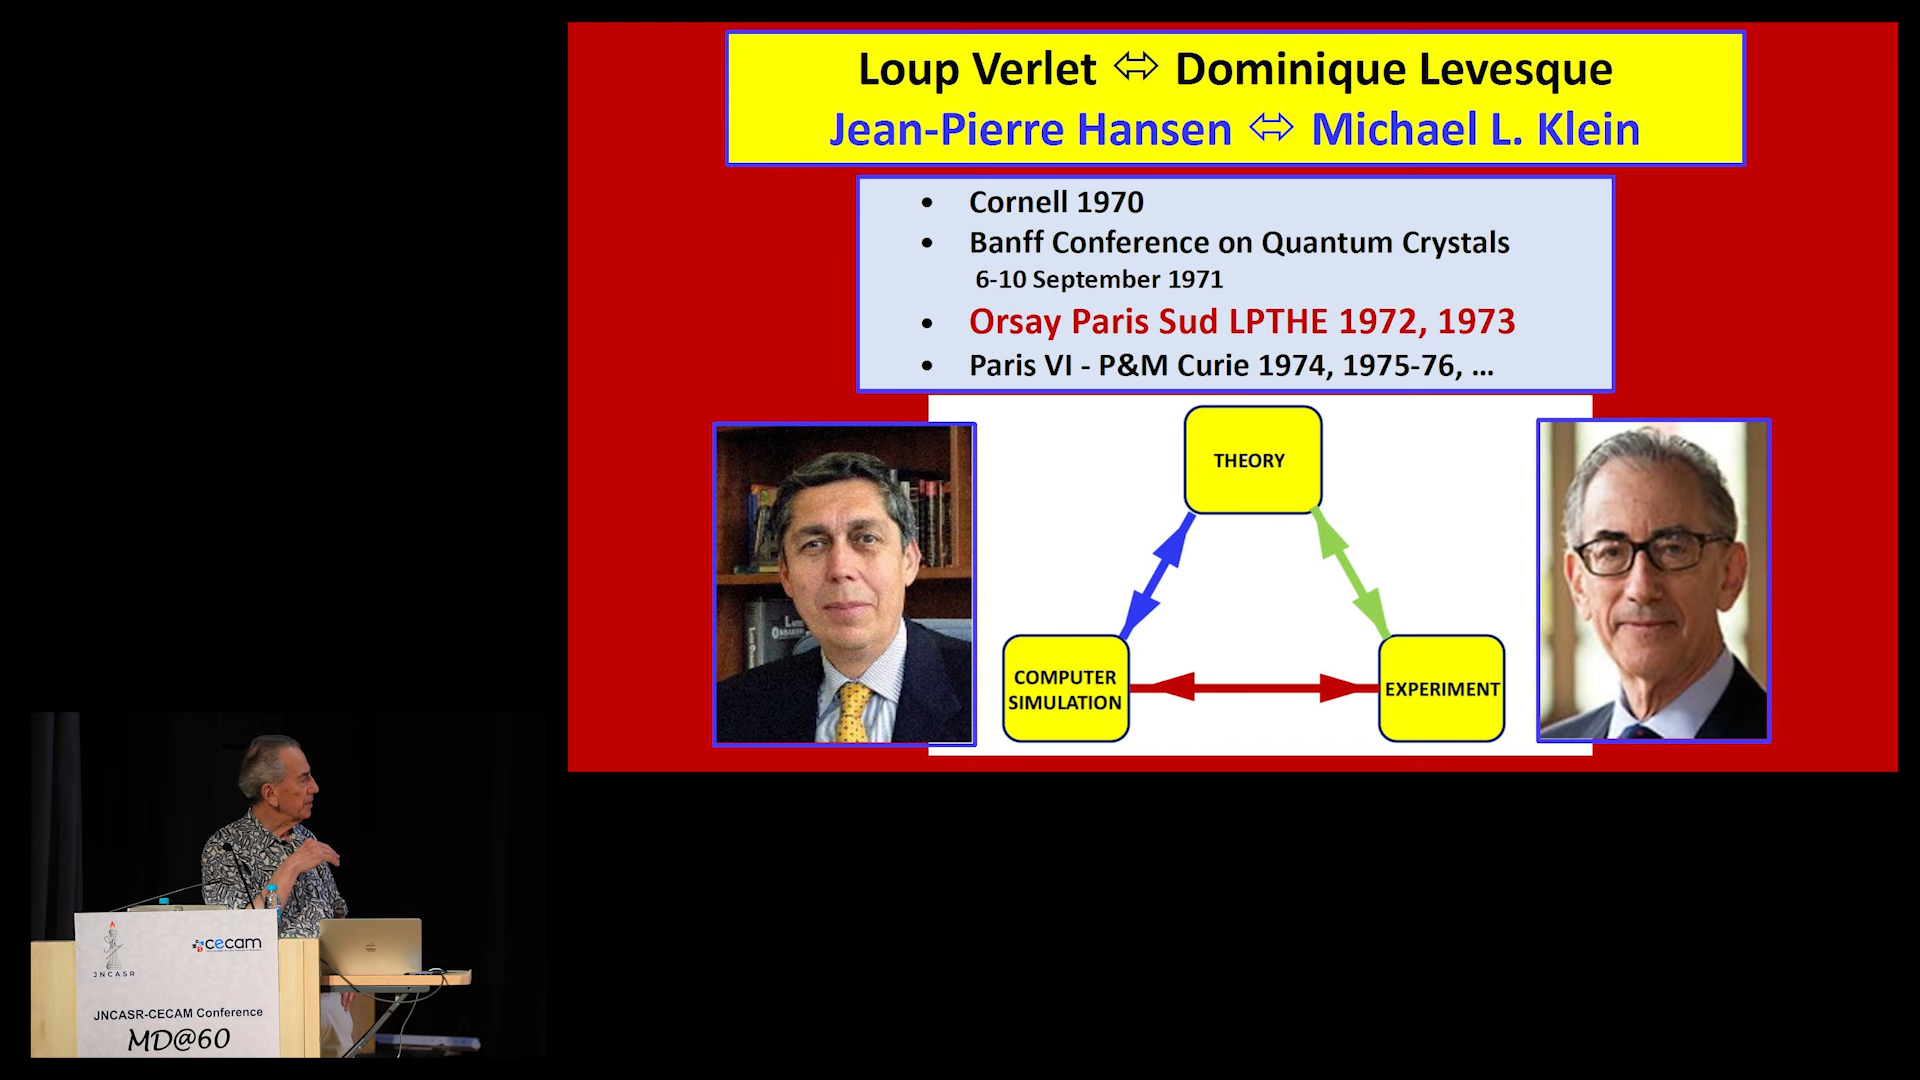 Loup Verlet ⇔ Dominique Levesque
Jean-Pierre Hansen ⇔ Michael L. Klein
• Cornell 1970
• Banff Conference on Quantum Crystals
6-10 September 1971
• Orsay Paris Sud LPTHE 1972, 1973
• Paris VI - P&M Curie 1974, 1975-76, ...
THEORY
COMPUTER
SIMULATION
EXPERIMENT
JNCASR
cecam
JNCASR-CECAM Conference
MD@60